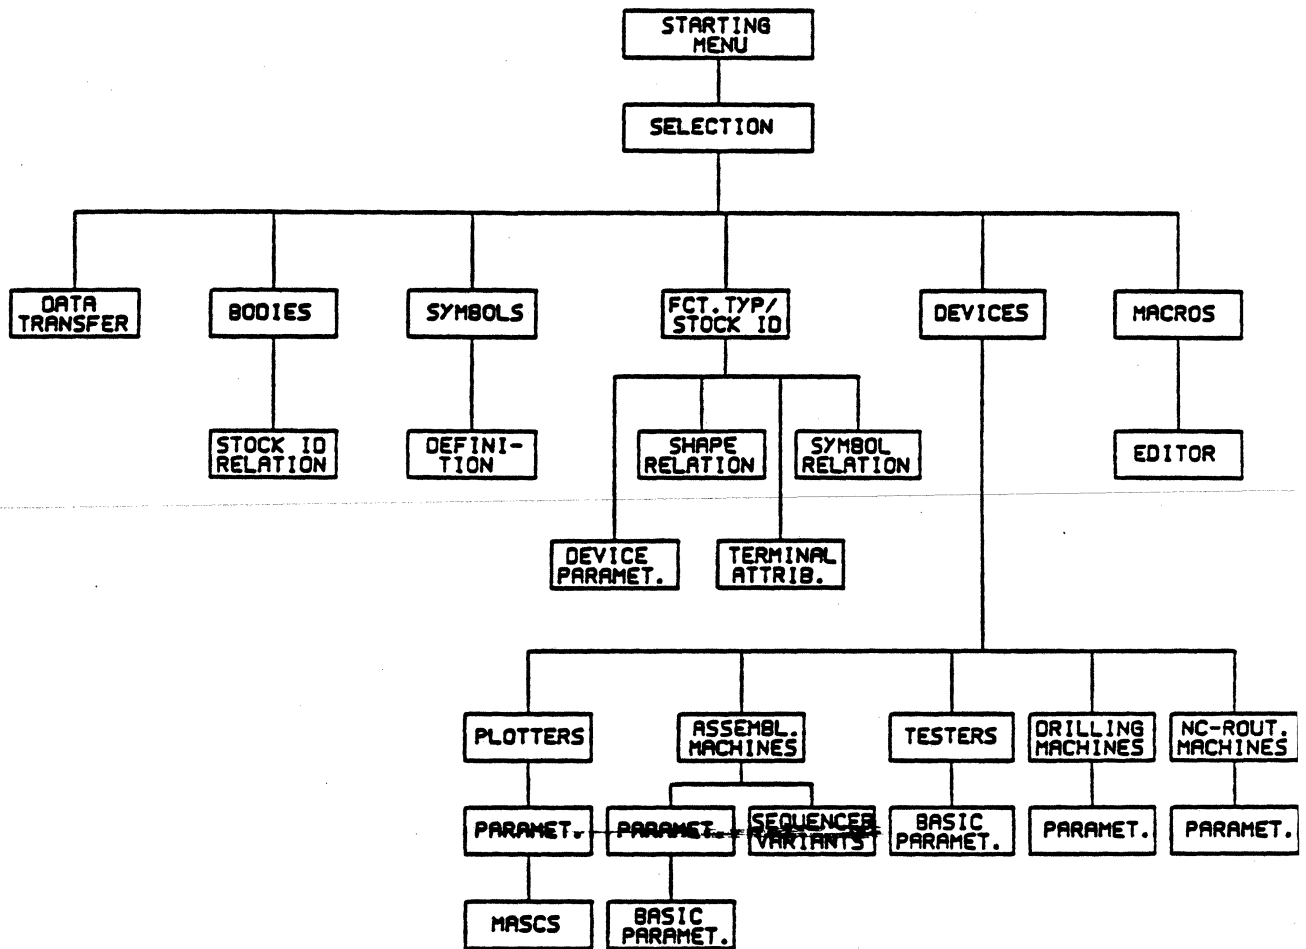 STARTING
MENU
SELECTION
DATA
TRANSFER
BODIES
SYMBOLS
FCT.TYP/
STOCK ID
DEVICES
MACROS
STOCK ID
RELATION
DEFINI-
TION
SHAPE
RELATION
SYMBOL
RELATION
EDITOR
DEVICE
PARAMET.
TERMINAL
ATTRIB.
PLOTTERS
ASSEMBL.
MACHINES
TESTERS
DRILLING
MACHINES
NC-ROUT.
MACHINES
PARAMET.
PARAMET.
SEQUENCER
VARIANTS
BASIC
PARAMET.
PARAMET.
PARAMET.
MASCS
BASIC
PARAMET.